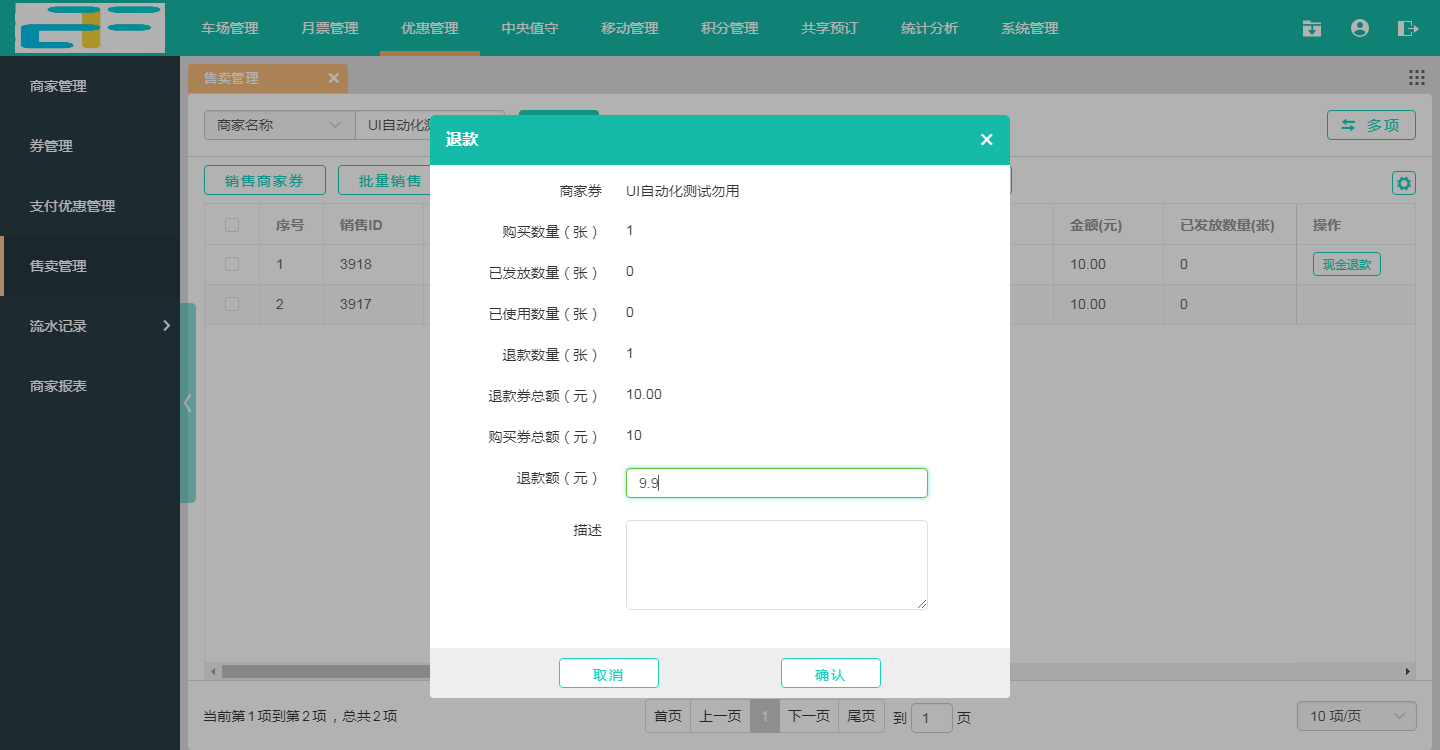 车场管理 月票管理 优惠管理 中央值守 移动管理 积分管理 共享预订 统计分析 系统管理
商家管理
券管理
支付优惠管理
售卖管理
流水记录
商家报表
售卖管理
商家名称 UI自动化 多项
销售商家券 批量销售
序号 销售ID 金额(元) 已发放数量(张) 操作
1 3918 10.00 0 现金退款
2 3917 10.00 0
退款
商家券 UI自动化测试勿用
购买数量（张） 1
已发放数量（张） 0
已使用数量（张） 0
退款数量（张） 1
退款券总额（元） 10.00
购买券总额（元） 10
退款额（元） 9.9
描述
取消 确认
当前第1项到第2项，总共2项 首页 上一页 1 下一页 尾页 到 1 页 10 项/页